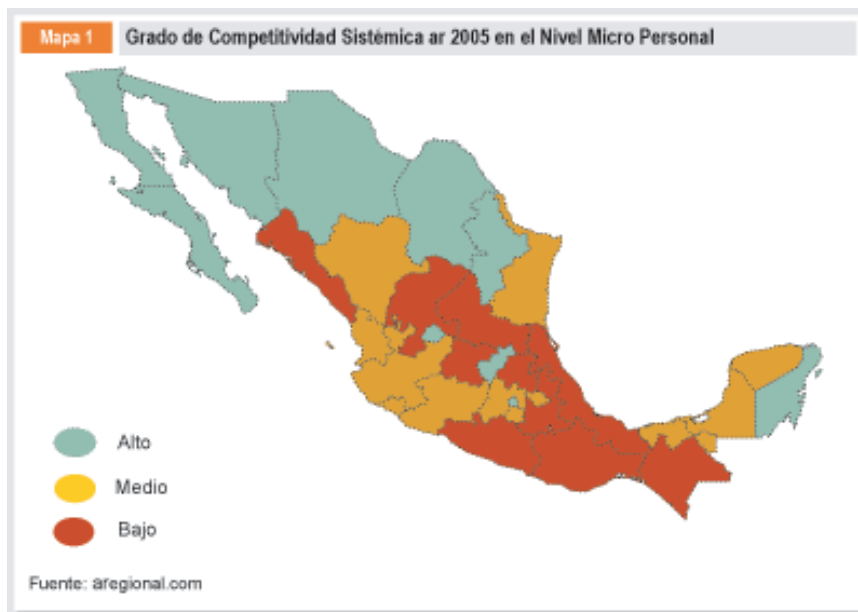 Mapa 1 Grado de Competitividad Sistémica ar 2005 en el Nivel Micro Personal
Alto
Medio
Bajo
Fuente: aregional.com